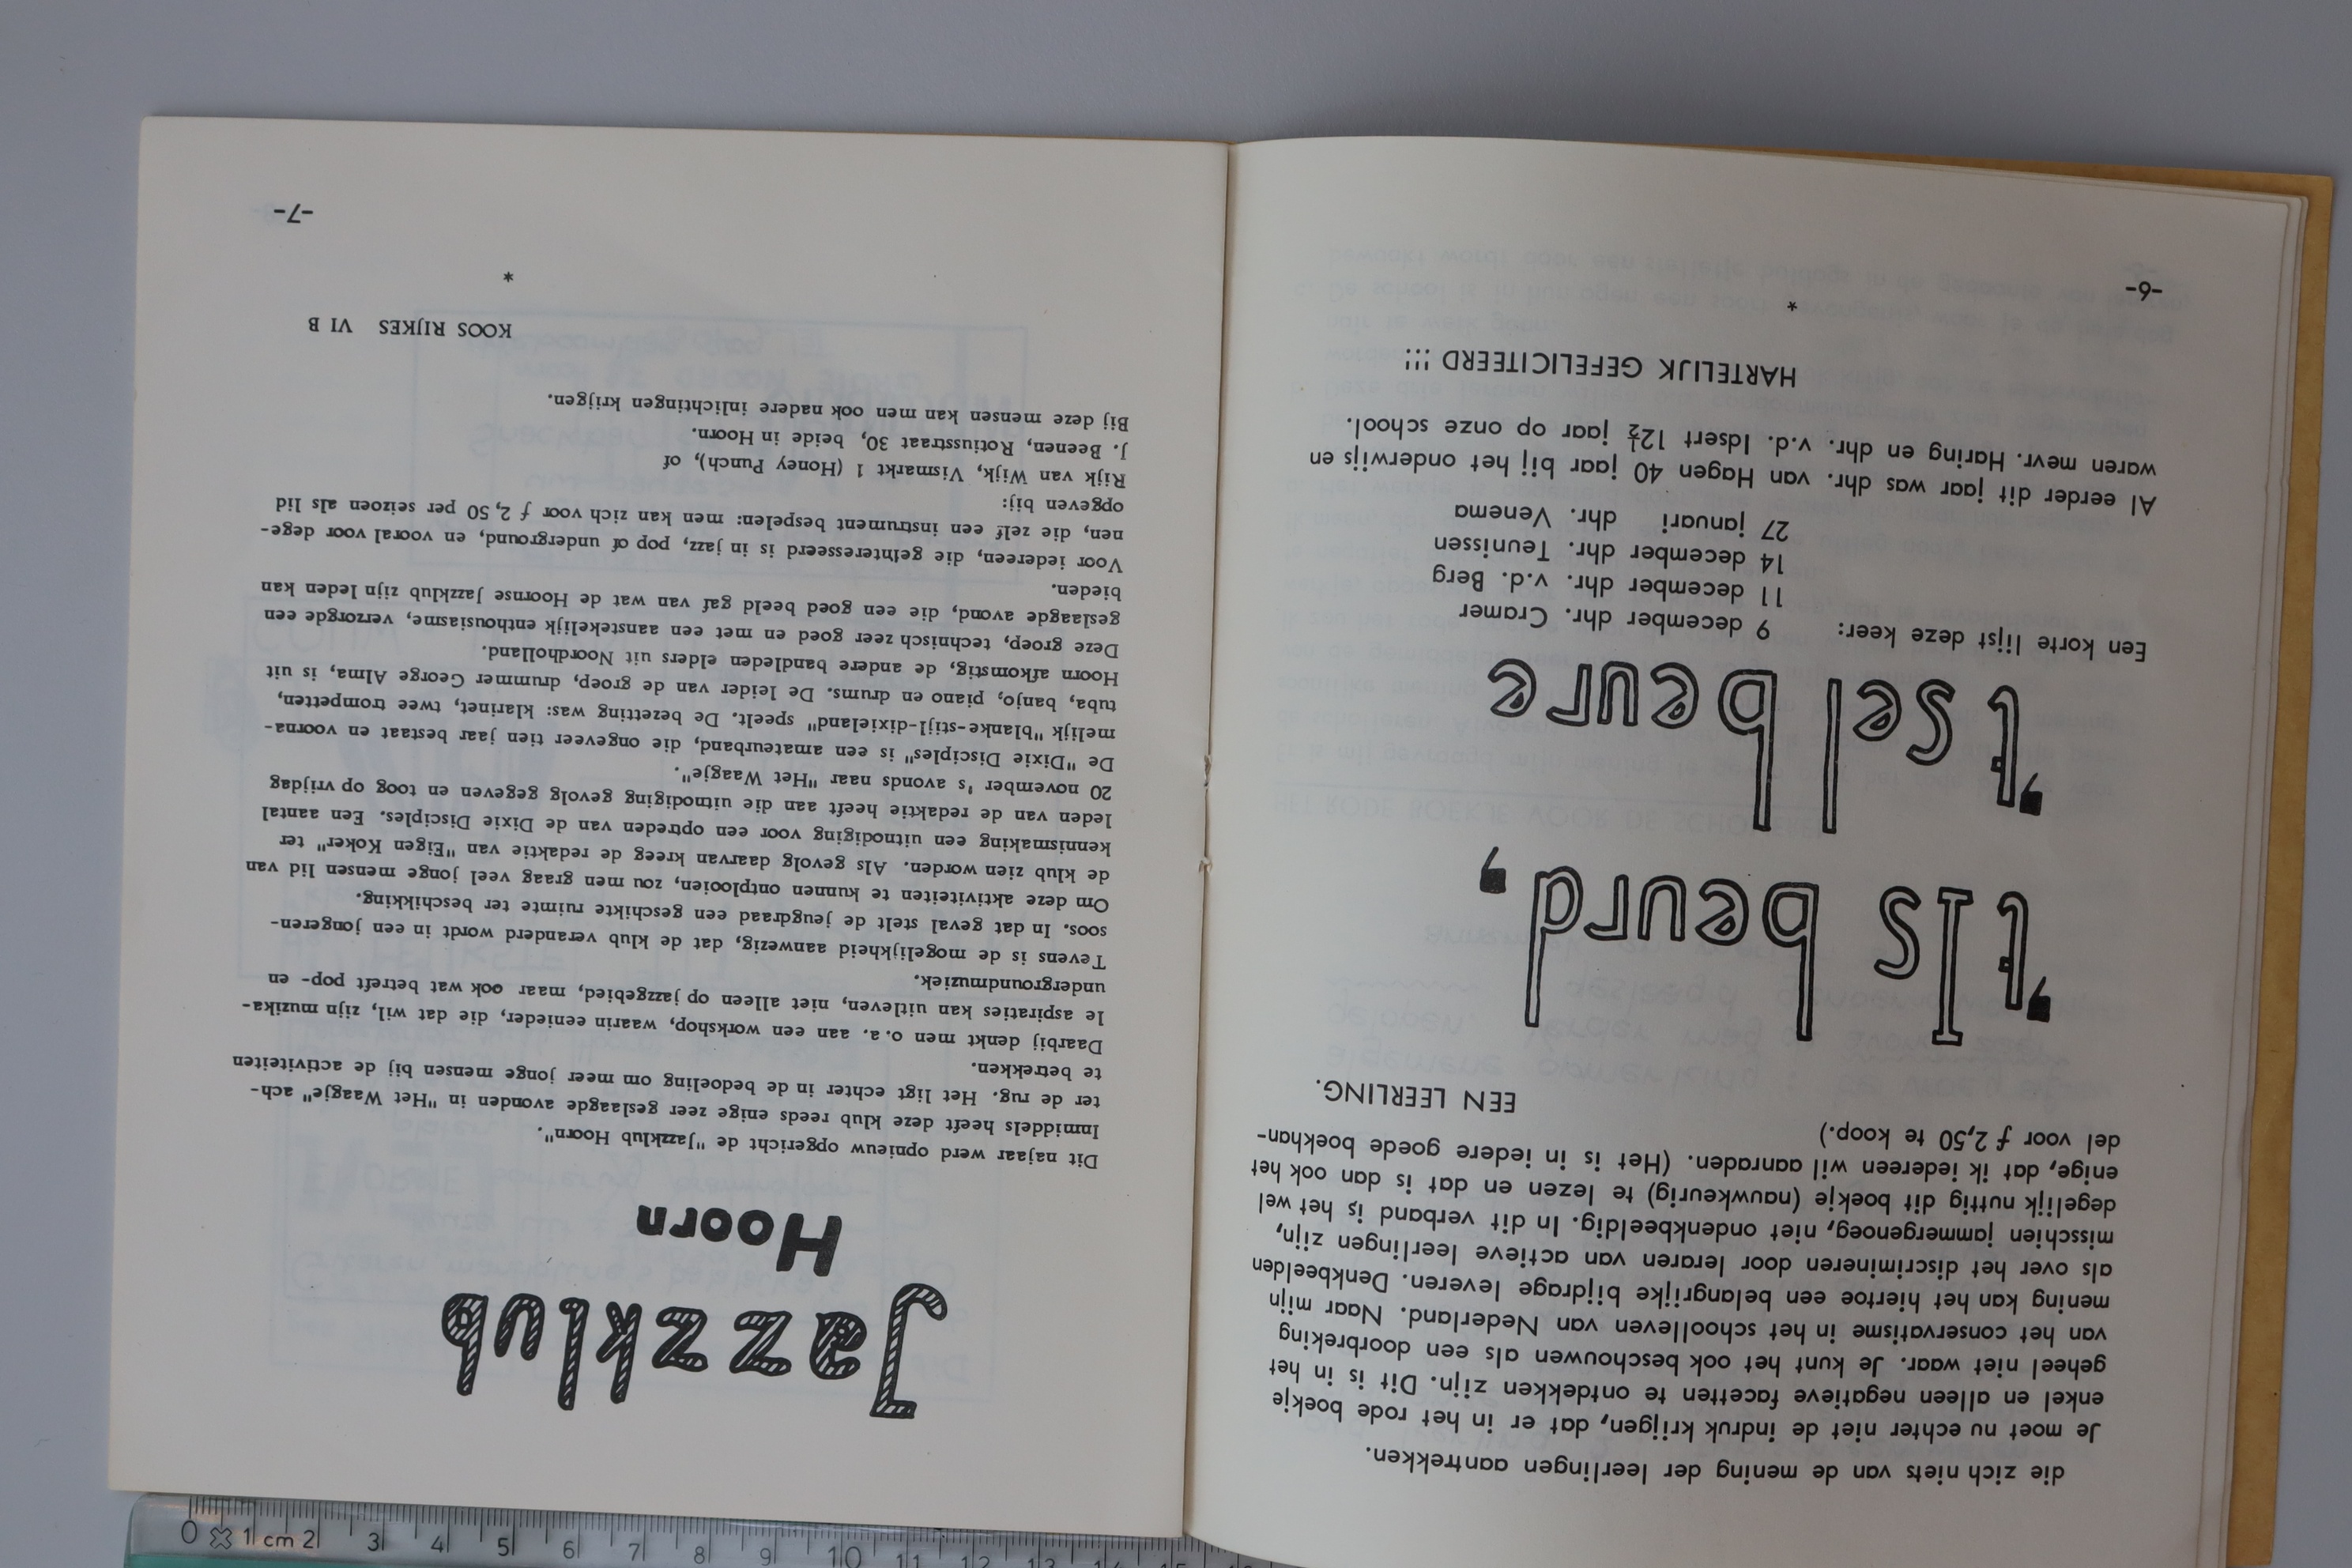 die zich niets van de mening der leerlingen aantrekken.
Je moet nu echter niet de indruk krijgen, dat er in het rode boekje
enkel en alleen negatieve facetten te ontdekken zijn. Dit is in het
geheel niet waar. Je kunt het ook beschouwen als een doorbreking
van het conservatisme in het schoolleven van Nederland. Naar mijn
mening kan het hiertoe een belangrijke bijdrage leveren. Denkbeelden
als over het discrimineren door leraren van actieve leerlingen zijn,
misschien jammergenoeg, niet ondenkbeeldig. In dit verband is het wel
degelijk nuttig dit boekje (nauwkeurig) te lezen en dat is dan ook het
enige, dat ik iedereen wil aanraden. (Het is in iedere goede boekhan-
del voor ƒ 2,50 te koop.)
EEN LEERLING.
't IS beurd,
't sel beure
Een korte lijst deze keer: 9 december dhr. Cramer
11 december dhr. v.d. Berg
14 december dhr. Teunissen
27 januari dhr. Venema
Al eerder dit jaar was dhr. van Hagen 40 jaar bij het onderwijs en
waren mevr. Haring en dhr. v.d. Idsert 12½ jaar op onze school.
HARTELIJK GEFELICITEERD !!!
*
-6-
Jazzklub
Hoorn
Dit najaar werd opnieuw opgericht de "Jazzklub Hoorn".
Inmiddels heeft deze klub reeds enige zeer geslaagde avonden in "Het Waagje" ach-
ter de rug. Het ligt echter in de bedoeling om meer jonge mensen bij de activiteiten
te betrekken.
Daarbij denkt men o.a. aan een workshop, waarin eenieder, die dat wil, zijn muzika-
le aspiraties kan uitleven, niet alleen op jazzgebied, maar ook wat betreft pop- en
undergroundmuziek.
Tevens is de mogelijkheid aanwezig, dat de klub veranderd wordt in een jongeren-
soos. In dat geval stelt de jeugdraad een geschikte ruimte ter beschikking.
Om deze aktiviteiten te kunnen ontplooien, zou men graag veel jonge mensen lid van
de klub zien worden. Als gevolg daarvan kreeg de redaktie van "Eigen Koker" ter
kennismaking een uitnodiging voor een optreden van de Dixie Disciples. Een aantal
leden van de redaktie heeft aan die uitnodiging gevolg gegeven en toog op vrijdag
20 november 's avonds naar "Het Waagje".
De "Dixie Disciples" is een amateurband, die ongeveer tien jaar bestaat en voorna-
melijk "blanke-stijl-dixieland" speelt. De bezetting was: klarinet, twee trompetten,
tuba, banjo, piano en drums. De leider van de groep, drummer George Alma, is uit
Hoorn afkomstig, de andere bandleden elders uit Noordholland.
Deze groep, technisch zeer goed en met een aanstekelijk enthousiasme, verzorgde een
geslaagde avond, die een goed beeld gaf van wat de Hoornse jazzklub zijn leden kan
bieden.
Voor iedereen, die geïnteresseerd is in jazz, pop of underground, en vooral voor dege-
nen, die zelf een instrument bespelen: men kan zich voor ƒ 2,50 per seizoen als lid
opgeven bij:
Rijk van Wijk, Vismarkt 1 (Honey Punch), of
J. Beenen, Rotiusstraat 30, beide in Hoorn.
Bij deze mensen kan men ook nadere inlichtingen krijgen.
KOOS RIJKES VI B
*
-7-
0 1 cm 2 3 4 5 6 7 8 9 10 11 12 13 14 15